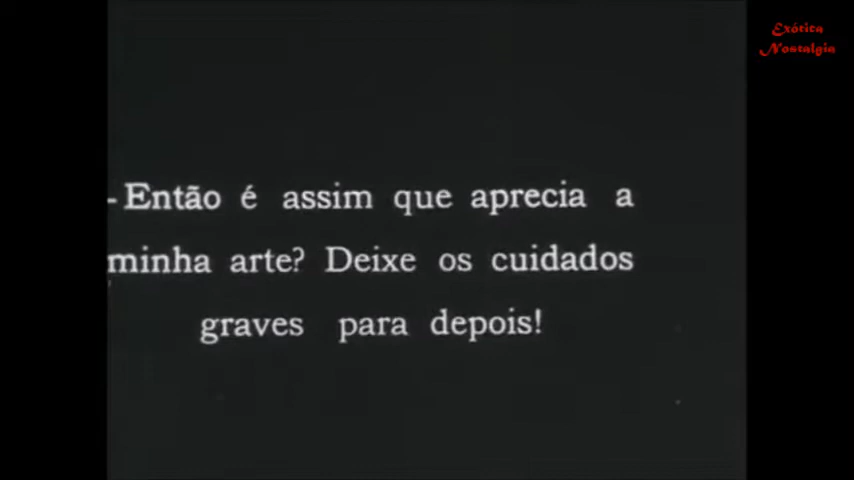 Exótica
Nostalgia
-Então é assim que aprecia a
minha arte? Deixe os cuidados
graves para depois!